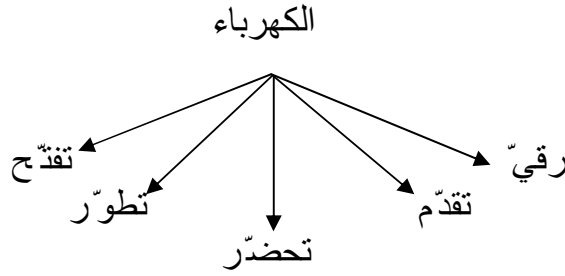 الكهرباء
رقيّ
تقدّم
تحضّر
تطوّر
تفتّح